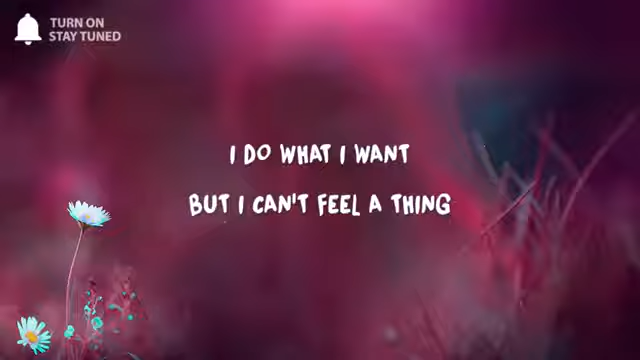 TURN ON
STAY TUNED
I DO WHAT I WANT
BUT I CAN'T FEEL A THING